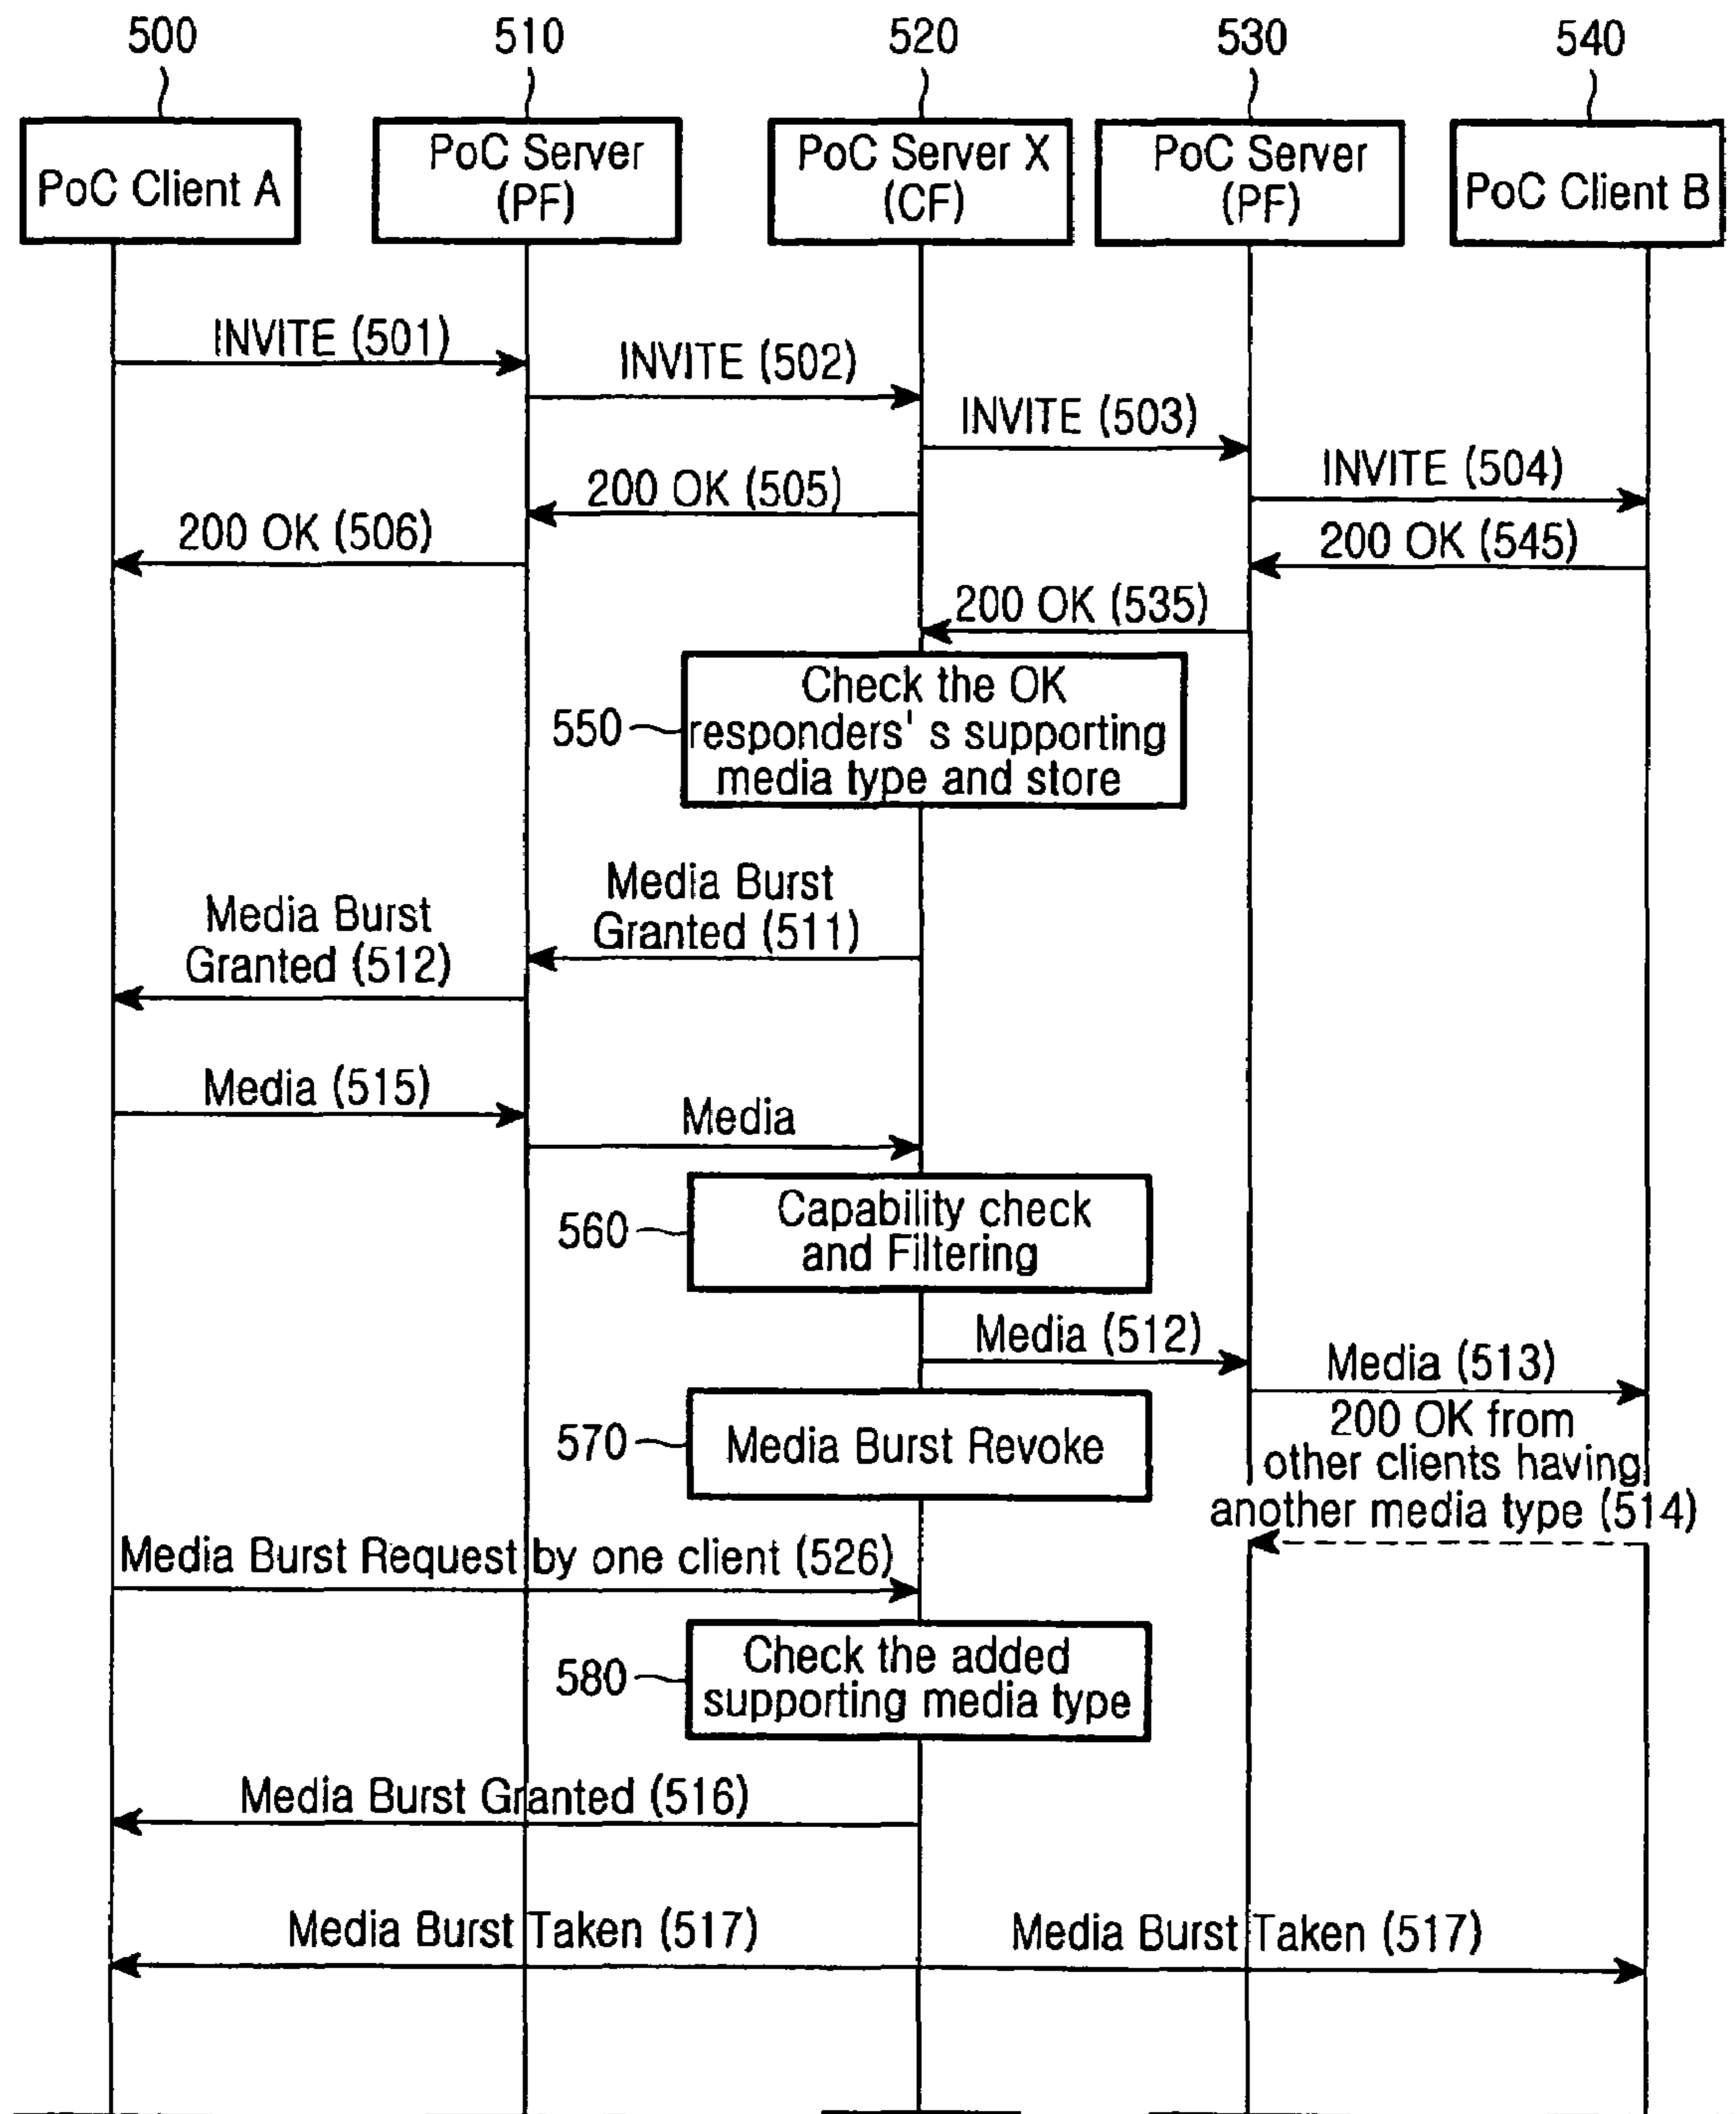 500
510
520
530
540
PoC Client A
PoC Server
(PF)
PoC Server X
(CF)
PoC Server
(PF)
PoC Client B
INVITE (501)
INVITE (502)
INVITE (503)
INVITE (504)
200 OK (505)
200 OK (506)
200 OK (545)
200 OK (535)
550
Check the OK
responders' s supporting
media type and store
Media Burst
Granted (511)
Media Burst
Granted (512)
Media (515)
Media
560
Capability check
and Filtering
Media (512)
Media (513)
570
Media Burst Revoke
200 OK from
other clients having
another media type (514)
Media Burst Request by one client (526)
580
Check the added
supporting media type
Media Burst Granted (516)
Media Burst Taken (517)
Media Burst Taken (517)